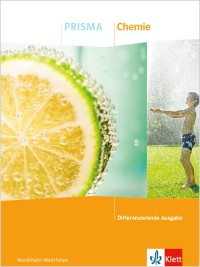 PRISMA Chemie
Differenzierende Ausgabe
Nordrhein-Westfalen
Klett